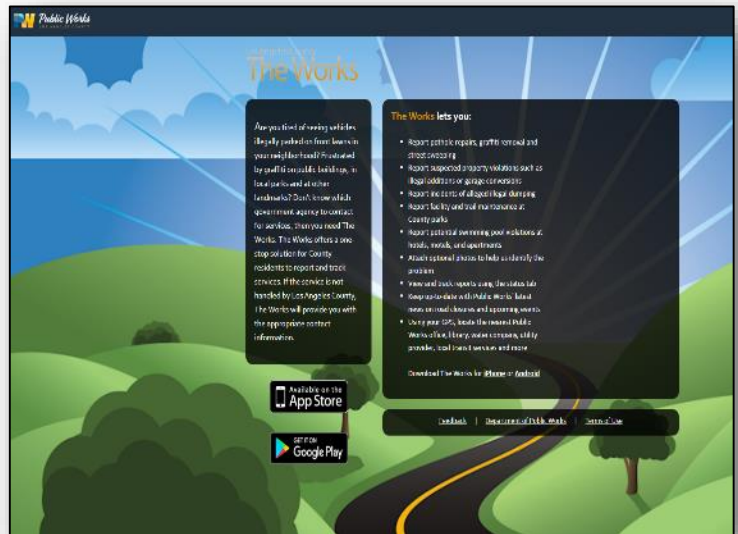 Public Works
LOS ANGELES COUNTY
The Works
Are you tired of seeing vehicles
illegally parked on front lawns in
your neighborhood? Frustrated
by graffiti on public buildings, in
local parks and at other
landmarks? Don't know which
government agency to contact
for services, then you need The
Works. The Works offers a one-
stop solution for County
residents to report and track
services. If the service is not
handled by Los Angeles County,
The Works will provide you with
the appropriate contact
information.
Available on the
App Store
GET IT ON
Google Play
The Works lets you:
• Report pothole repairs, graffiti removal and
street sweeping
• Report suspected property violations such as
illegal additions or garage conversions
• Report incidents of alleged illegal dumping
• Report facility and trail maintenance at
County parks
• Report potential swimming pool violations at
hotels, motels, and apartments
• Attach optional photos to help us identify the
problem
• View and track reports using the status tab
• Keep up-to-date with Public Works' latest
news on road closures and upcoming events
• Using your GPS, locate the nearest Public
Works office, library, water company, utility
provider, local transit services and more
Download The Works for iPhone or Android
Feedback | Department of Public Works | Terms of Use